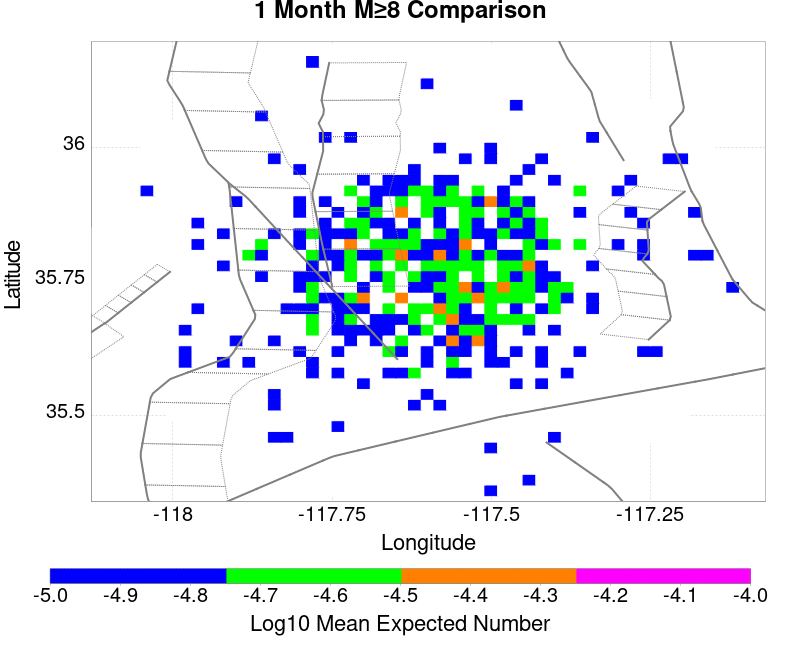 1 Month M≥8 Comparison
36
35.75
35.5
Latitude
-118 -117.75 -117.5 -117.25
Longitude
-5.0 -4.9 -4.8 -4.7 -4.6 -4.5 -4.4 -4.3 -4.2 -4.1 -4.0
Log10 Mean Expected Number